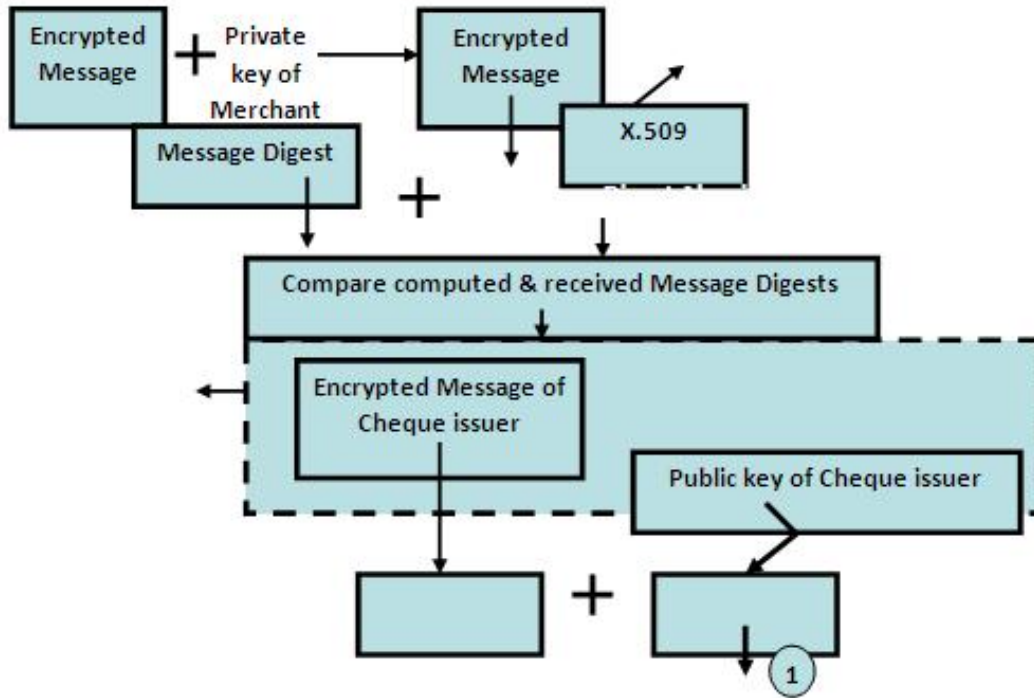 Encrypted
Message
+
Private
key of
Merchant
Encrypted
Message
X.509
Message Digest
+
Compare computed & received Message Digests
Encrypted Message of
Cheque issuer
Public key of Cheque issuer
+
1